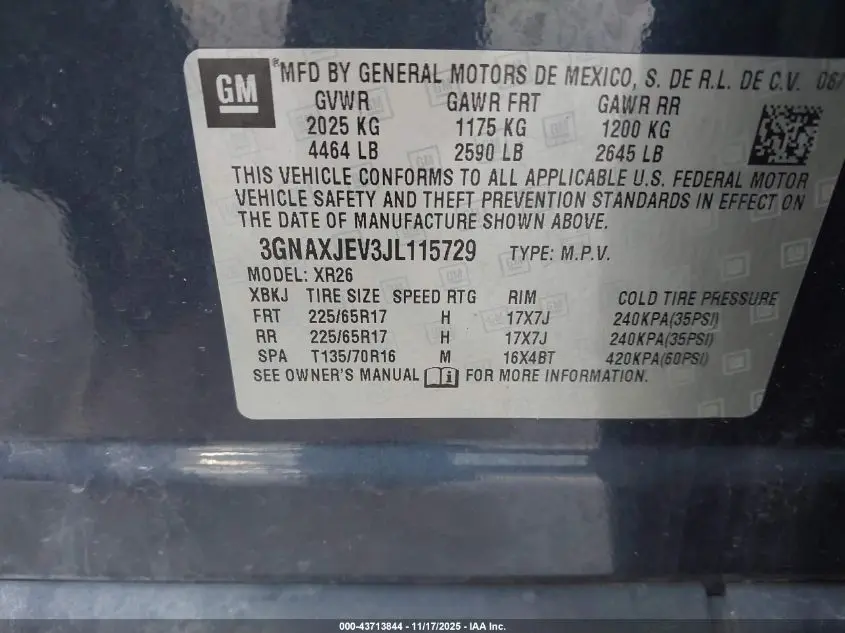 GM
®MFD BY GENERAL MOTORS DE MEXICO, S. DE R.L. DE C.V. 06/
GVWR GAWR FRT GAWR RR
2025 KG 1175 KG 1200 KG
4464 LB 2590 LB 2645 LB
THIS VEHICLE CONFORMS TO ALL APPLICABLE U.S. FEDERAL MOTOR
VEHICLE SAFETY AND THEFT PREVENTION STANDARDS IN EFFECT ON
THE DATE OF MANUFACTURE SHOWN ABOVE.
3GNAXJEV3JL115729 TYPE: M.P.V.
MODEL: XR26
XBKJ TIRE SIZE SPEED RTG RIM COLD TIRE PRESSURE
FRT 225/65R17 H 17X7J 240KPA(35PSI)
RR 225/65R17 H 17X7J 240KPA(35PSI)
SPA T135/70R16 M 16X4BT 420KPA(60PSI)
SEE OWNER'S MANUAL i FOR MORE INFORMATION.
000-43713844 - 11/17/2025 - IAA Inc.